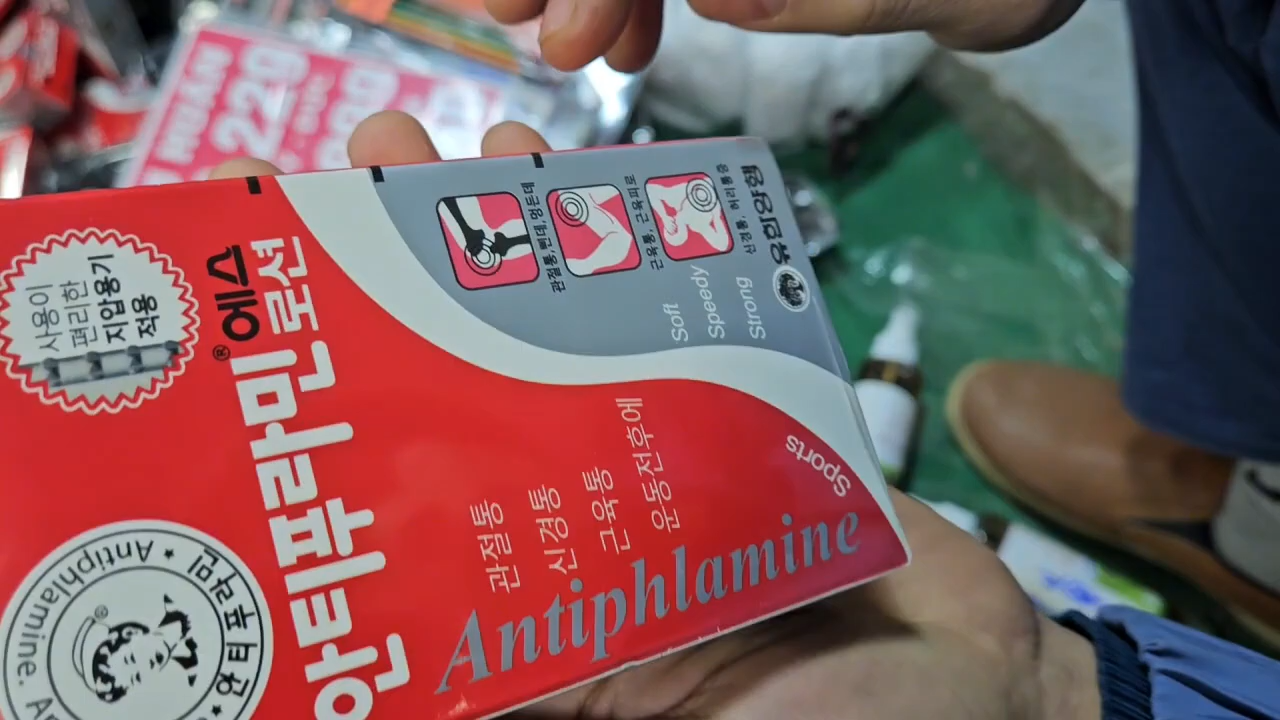 사용이
편리한
지압용기
적용
안티푸라민® 에스
로션
Antiphlamine
안티푸라민
®
관절통
신경통
근육통
운동전후에
Antiphlamine
Sports
Soft
Speedy
Strong
관절통,삔데,멍든데
근육통, 근육피로
신경통, 허리통증
유한양행
229